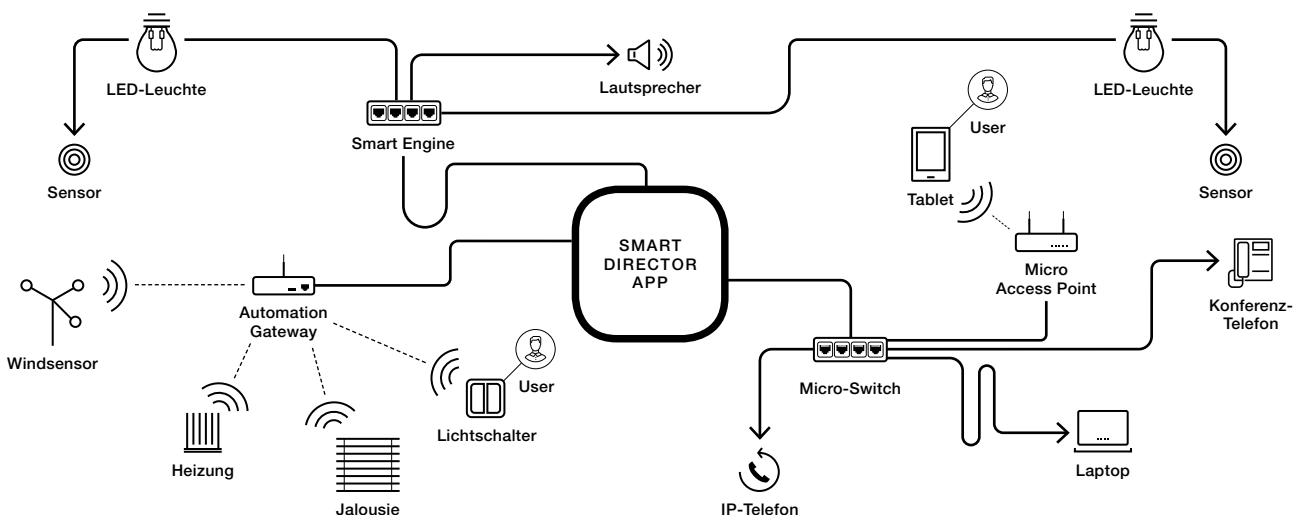 LED-Leuchte
Lautsprecher
LED-Leuchte
Smart Engine
User
Sensor
Tablet
Sensor
SMART
DIRECTOR
APP
Micro
Access Point
Automation
Gateway
Konferenz-
Telefon
Windsensor
User
Micro-Switch
Lichtschalter
Heizung
Laptop
Jalousie
IP-Telefon